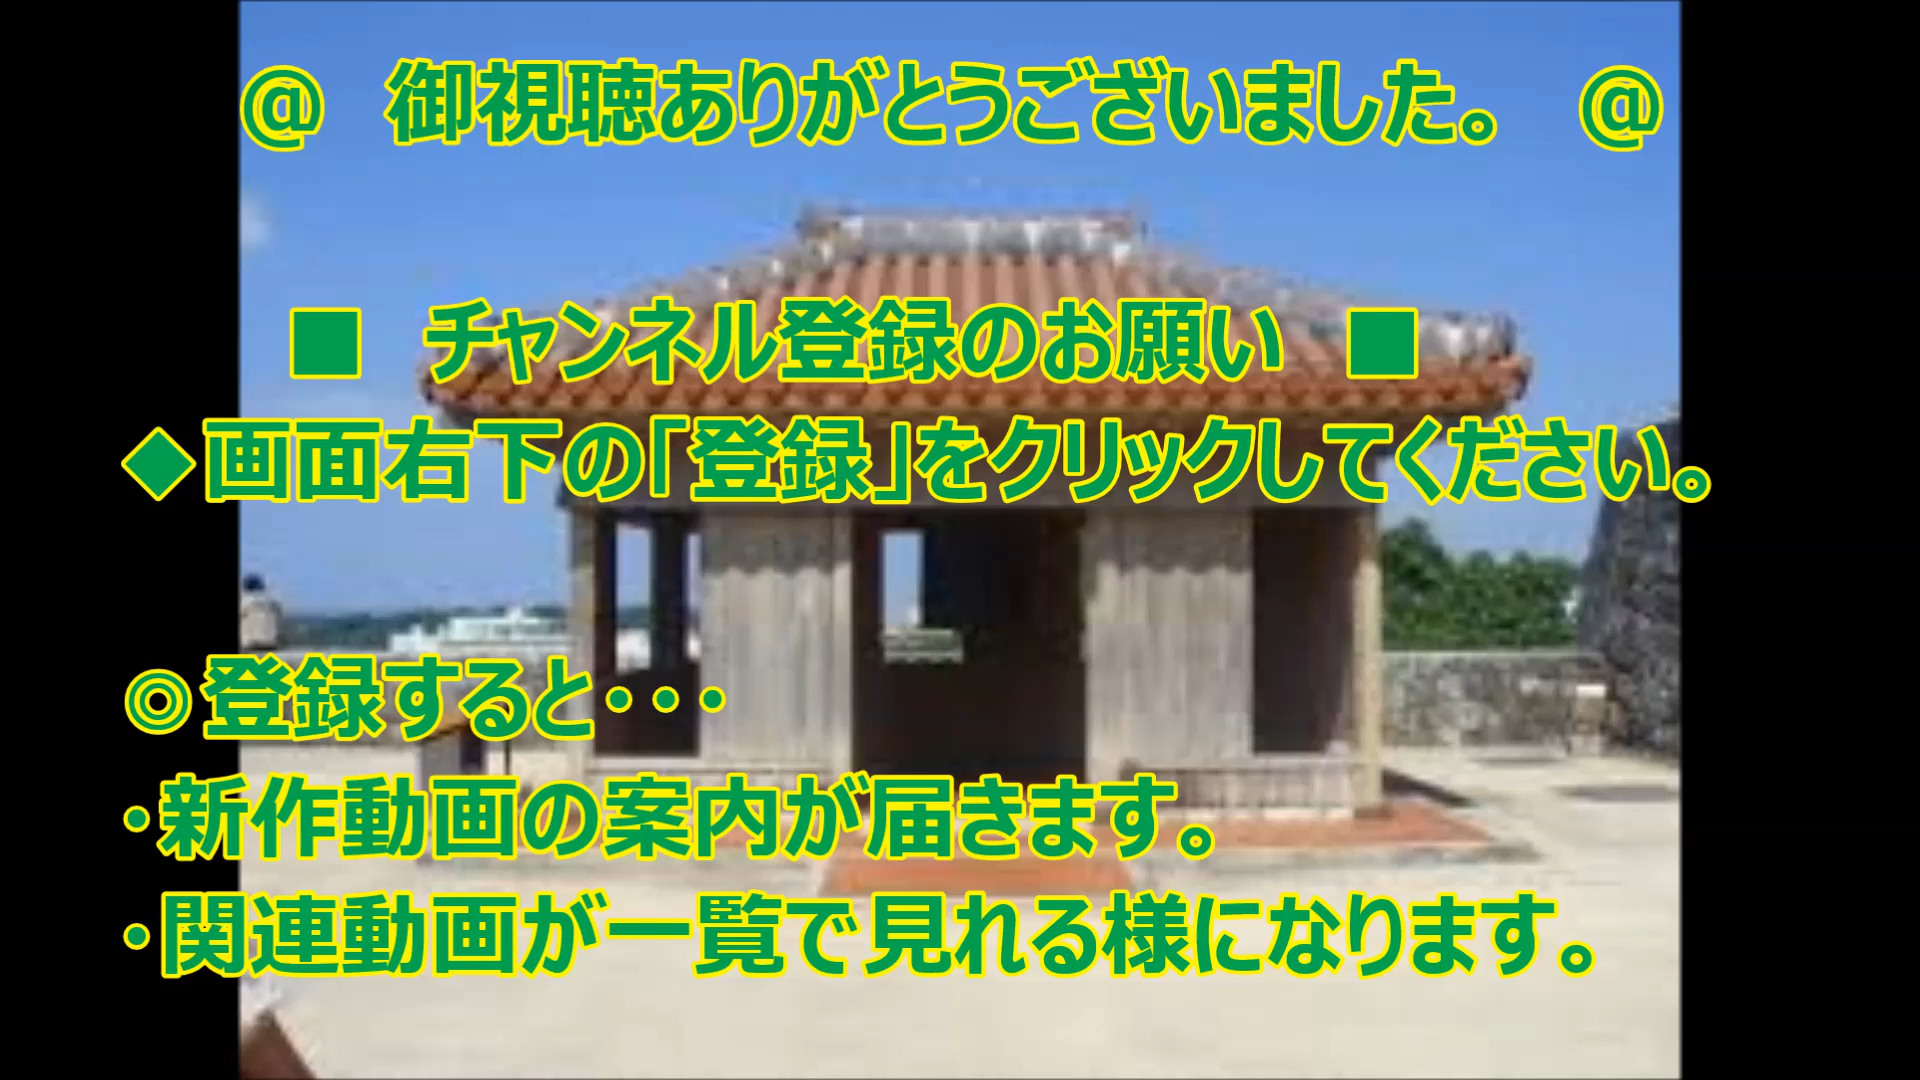 @　御視聴ありがとうございました。　@
■　チャンネル登録のお願い　■
◆画面右下の「登録」をクリックしてください。
◎登録すると・・・
・新作動画の案内が届きます。
・関連動画が一覧で見れる様になります。